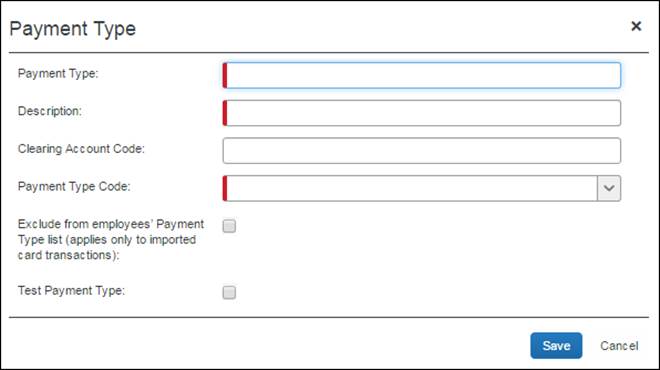 Payment Type
Payment Type:
Description:
Clearing Account Code:
Payment Type Code:
Exclude from employees' Payment
Type list (applies only to imported
card transactions):
Test Payment Type:
Save Cancel